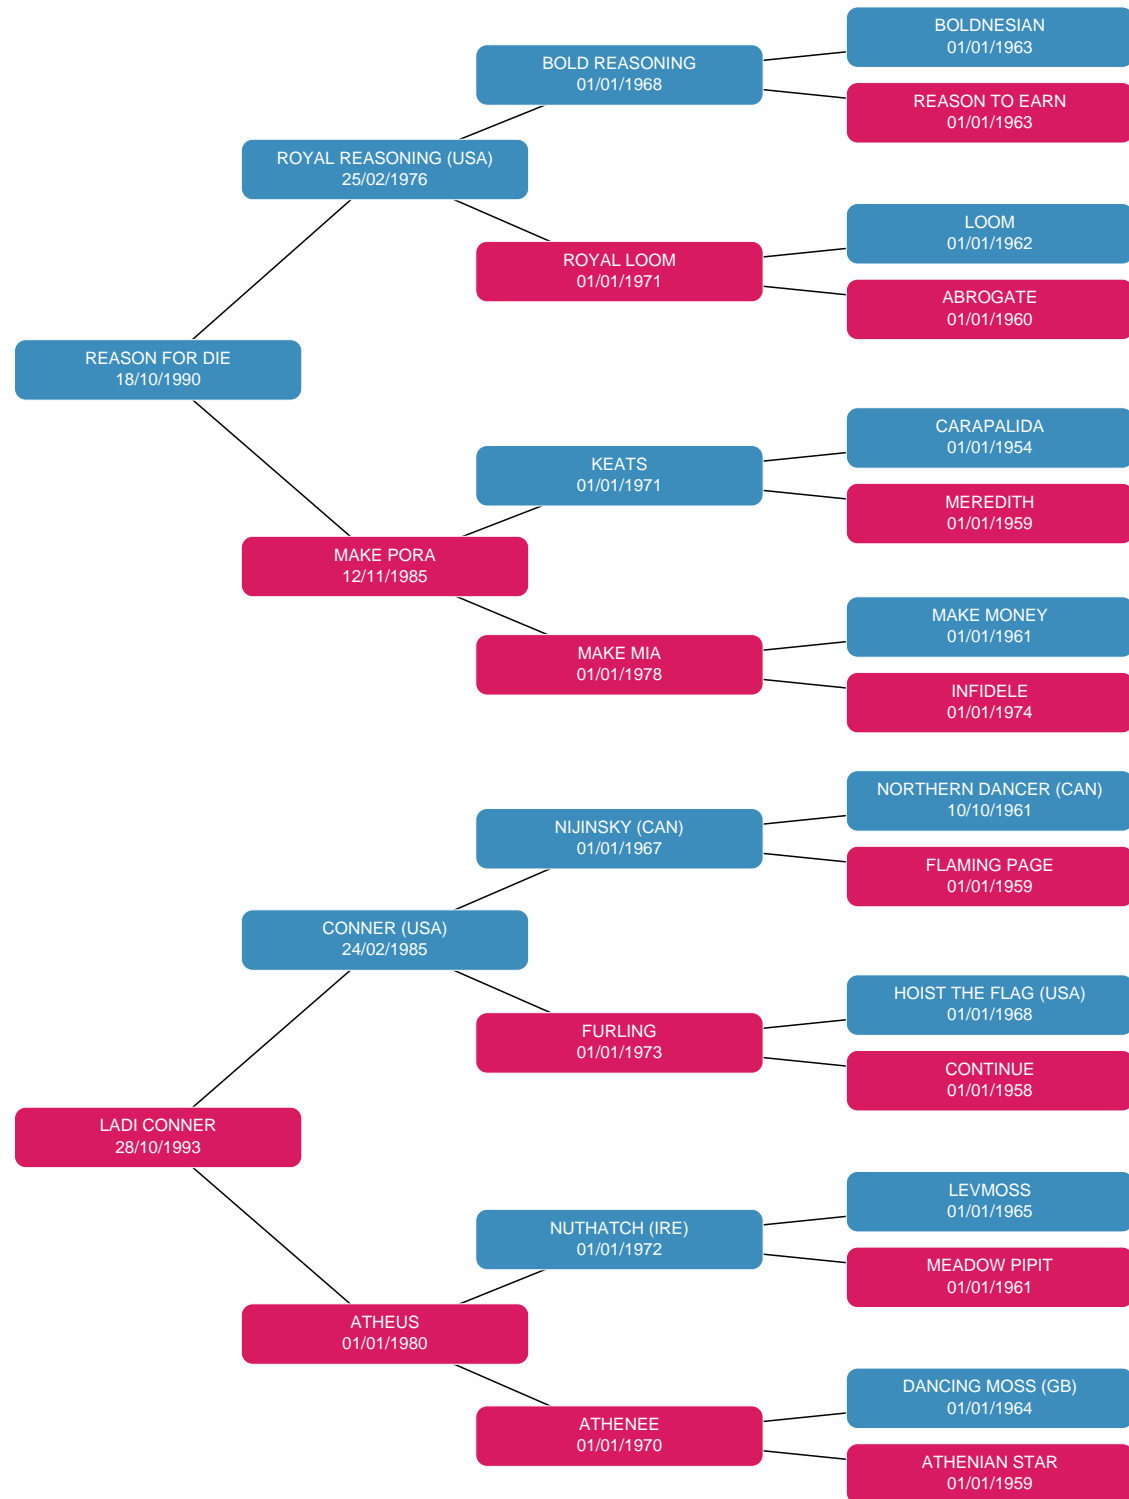 BOLDNESIAN
01/01/1963
BOLD REASONING
01/01/1968
REASON TO EARN
01/01/1963
ROYAL REASONING (USA)
25/02/1976
LOOM
01/01/1962
ROYAL LOOM
01/01/1971
ABROGATE
01/01/1960
REASON FOR DIE
18/10/1990
CARAPALIDA
01/01/1954
KEATS
01/01/1971
MEREDITH
01/01/1959
MAKE PORA
12/11/1985
MAKE MONEY
01/01/1961
MAKE MIA
01/01/1978
INFIDELE
01/01/1974
NORTHERN DANCER (CAN)
10/10/1961
NIJINSKY (CAN)
01/01/1967
FLAMING PAGE
01/01/1959
CONNER (USA)
24/02/1985
HOIST THE FLAG (USA)
01/01/1968
FURLING
01/01/1973
CONTINUE
01/01/1958
LADI CONNER
28/10/1993
LEVMOSS
01/01/1965
NUTHATCH (IRE)
01/01/1972
MEADOW PIPIT
01/01/1961
ATHEUS
01/01/1980
DANCING MOSS (GB)
01/01/1964
ATHENEE
01/01/1970
ATHENIAN STAR
01/01/1959